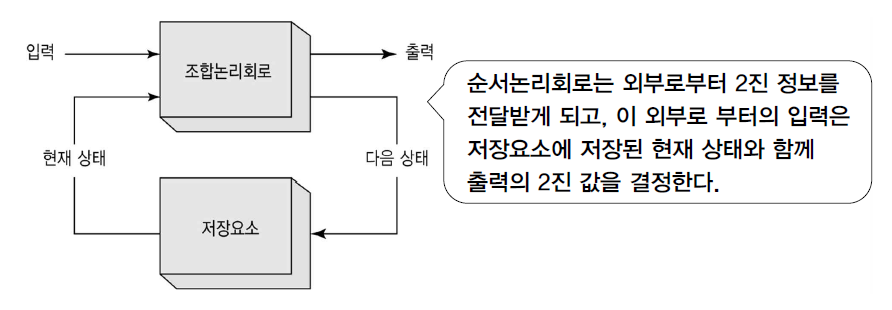 입력
출력
조합논리회로
현재 상태
다음 상태
저장요소
순서논리회로는 외부로부터 2진 정보를
전달받게 되고, 이 외부로 부터의 입력은
저장요소에 저장된 현재 상태와 함께
출력의 2진 값을 결정한다.